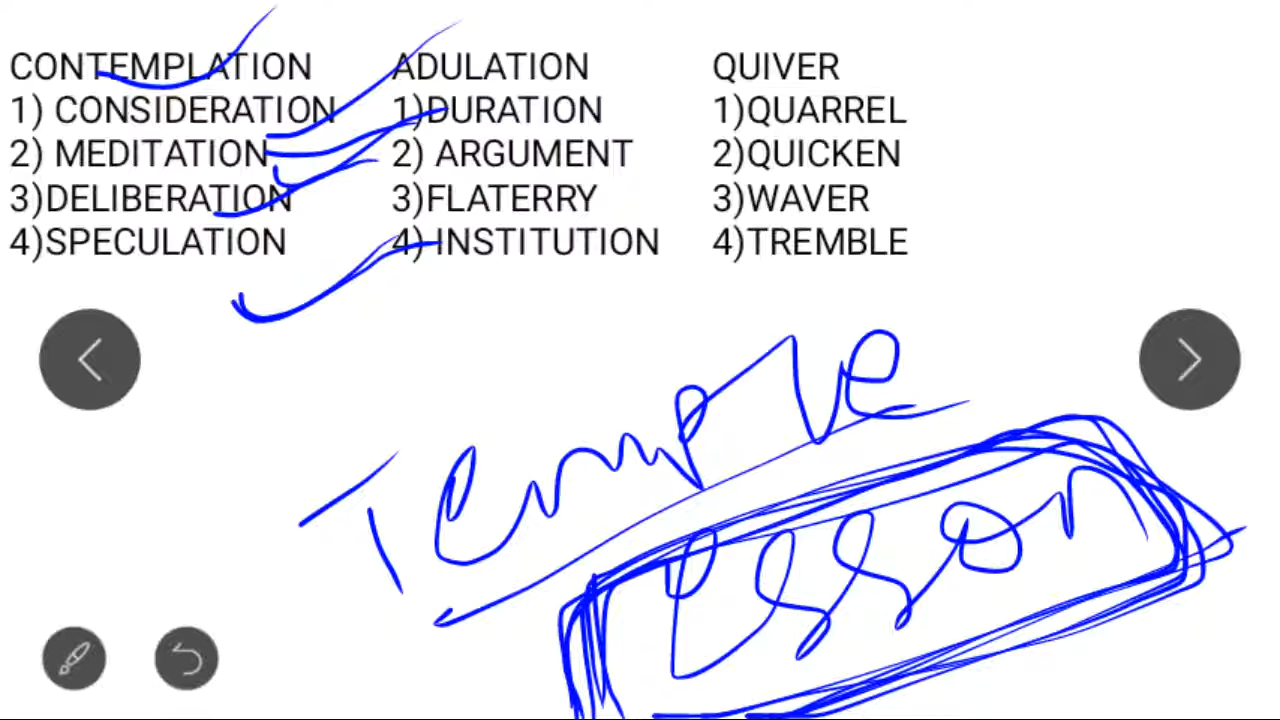 CONTEMPLATION
1) CONSIDERATION
2) MEDITATION
3)DELIBERATION
4)SPECULATION
ADULATION
1)DURATION
2) ARGUMENT
3)FLATERRY
4) INSTITUTION
QUIVER
1)QUARREL
2)QUICKEN
3)WAVER
4)TREMBLE
Temple